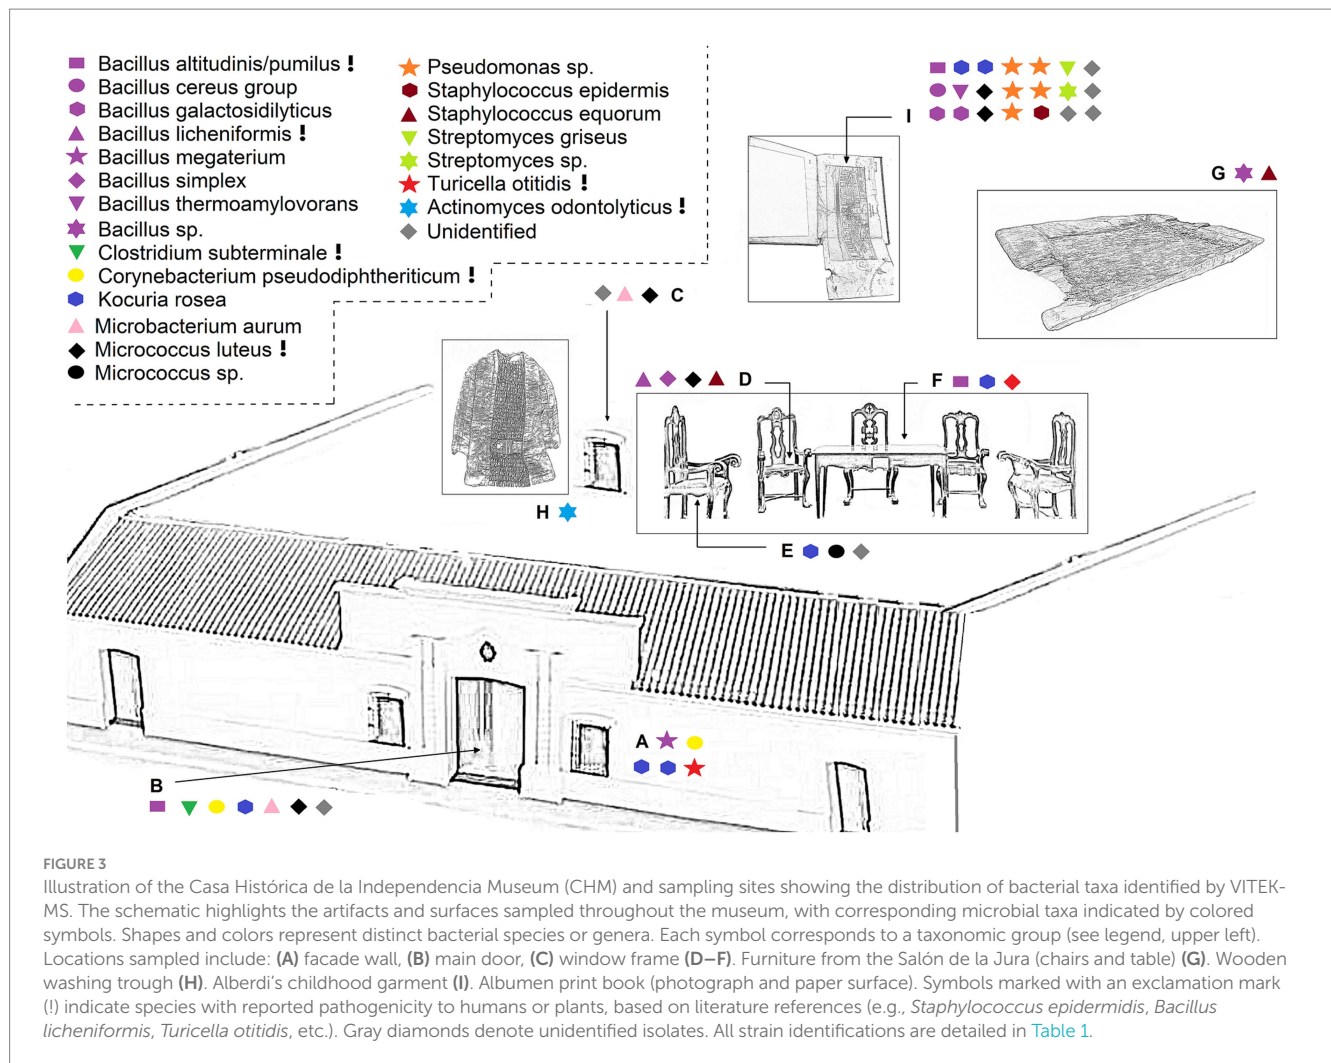 Bacillus altitudinis/pumilus !
Bacillus cereus group
Bacillus galactosidilyticus
Bacillus licheniformis !
Bacillus megaterium
Bacillus simplex
Bacillus thermoamylovorans
Bacillus sp.
Clostridium subterminale !
Corynebacterium pseudodiphtheriticum !
Kocuria rosea
Microbacterium aurum
Micrococcus luteus !
Micrococcus sp.
Pseudomonas sp.
Staphylococcus epidermis
Staphylococcus equorum
Streptomyces griseus
Streptomyces sp.
Turicella otitidis !
Actinomyces odontolyticus !
Unidentified
I
G
C
D
F
H
E
A
B
FIGURE 3
Illustration of the Casa Histórica de la Independencia Museum (CHM) and sampling sites showing the distribution of bacterial taxa identified by VITEK-
MS. The schematic highlights the artifacts and surfaces sampled throughout the museum, with corresponding microbial taxa indicated by colored
symbols. Shapes and colors represent distinct bacterial species or genera. Each symbol corresponds to a taxonomic group (see legend, upper left).
Locations sampled include: (A) facade wall, (B) main door, (C) window frame (D–F). Furniture from the Salón de la Jura (chairs and table) (G). Wooden
washing trough (H). Alberdi's childhood garment (I). Albumen print book (photograph and paper surface). Symbols marked with an exclamation mark
(!) indicate species with reported pathogenicity to humans or plants, based on literature references (e.g., Staphylococcus epidermidis, Bacillus
licheniformis, Turicella otitidis, etc.). Gray diamonds denote unidentified isolates. All strain identifications are detailed in Table 1.